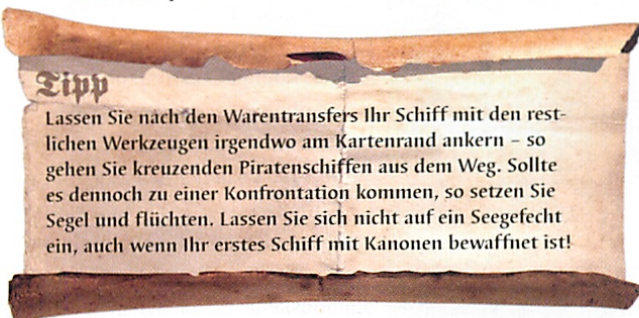 Tipp
Lassen Sie nach den Warentransfers Ihr Schiff mit den rest-
lichen Werkzeugen irgendwo am Kartenrand ankern – so
gehen Sie kreuzenden Piratenschiffen aus dem Weg. Sollte
es dennoch zu einer Konfrontation kommen, so setzen Sie
Segel und flüchten. Lassen Sie sich nicht auf ein Seegefecht
ein, auch wenn Ihr erstes Schiff mit Kanonen bewaffnet ist!